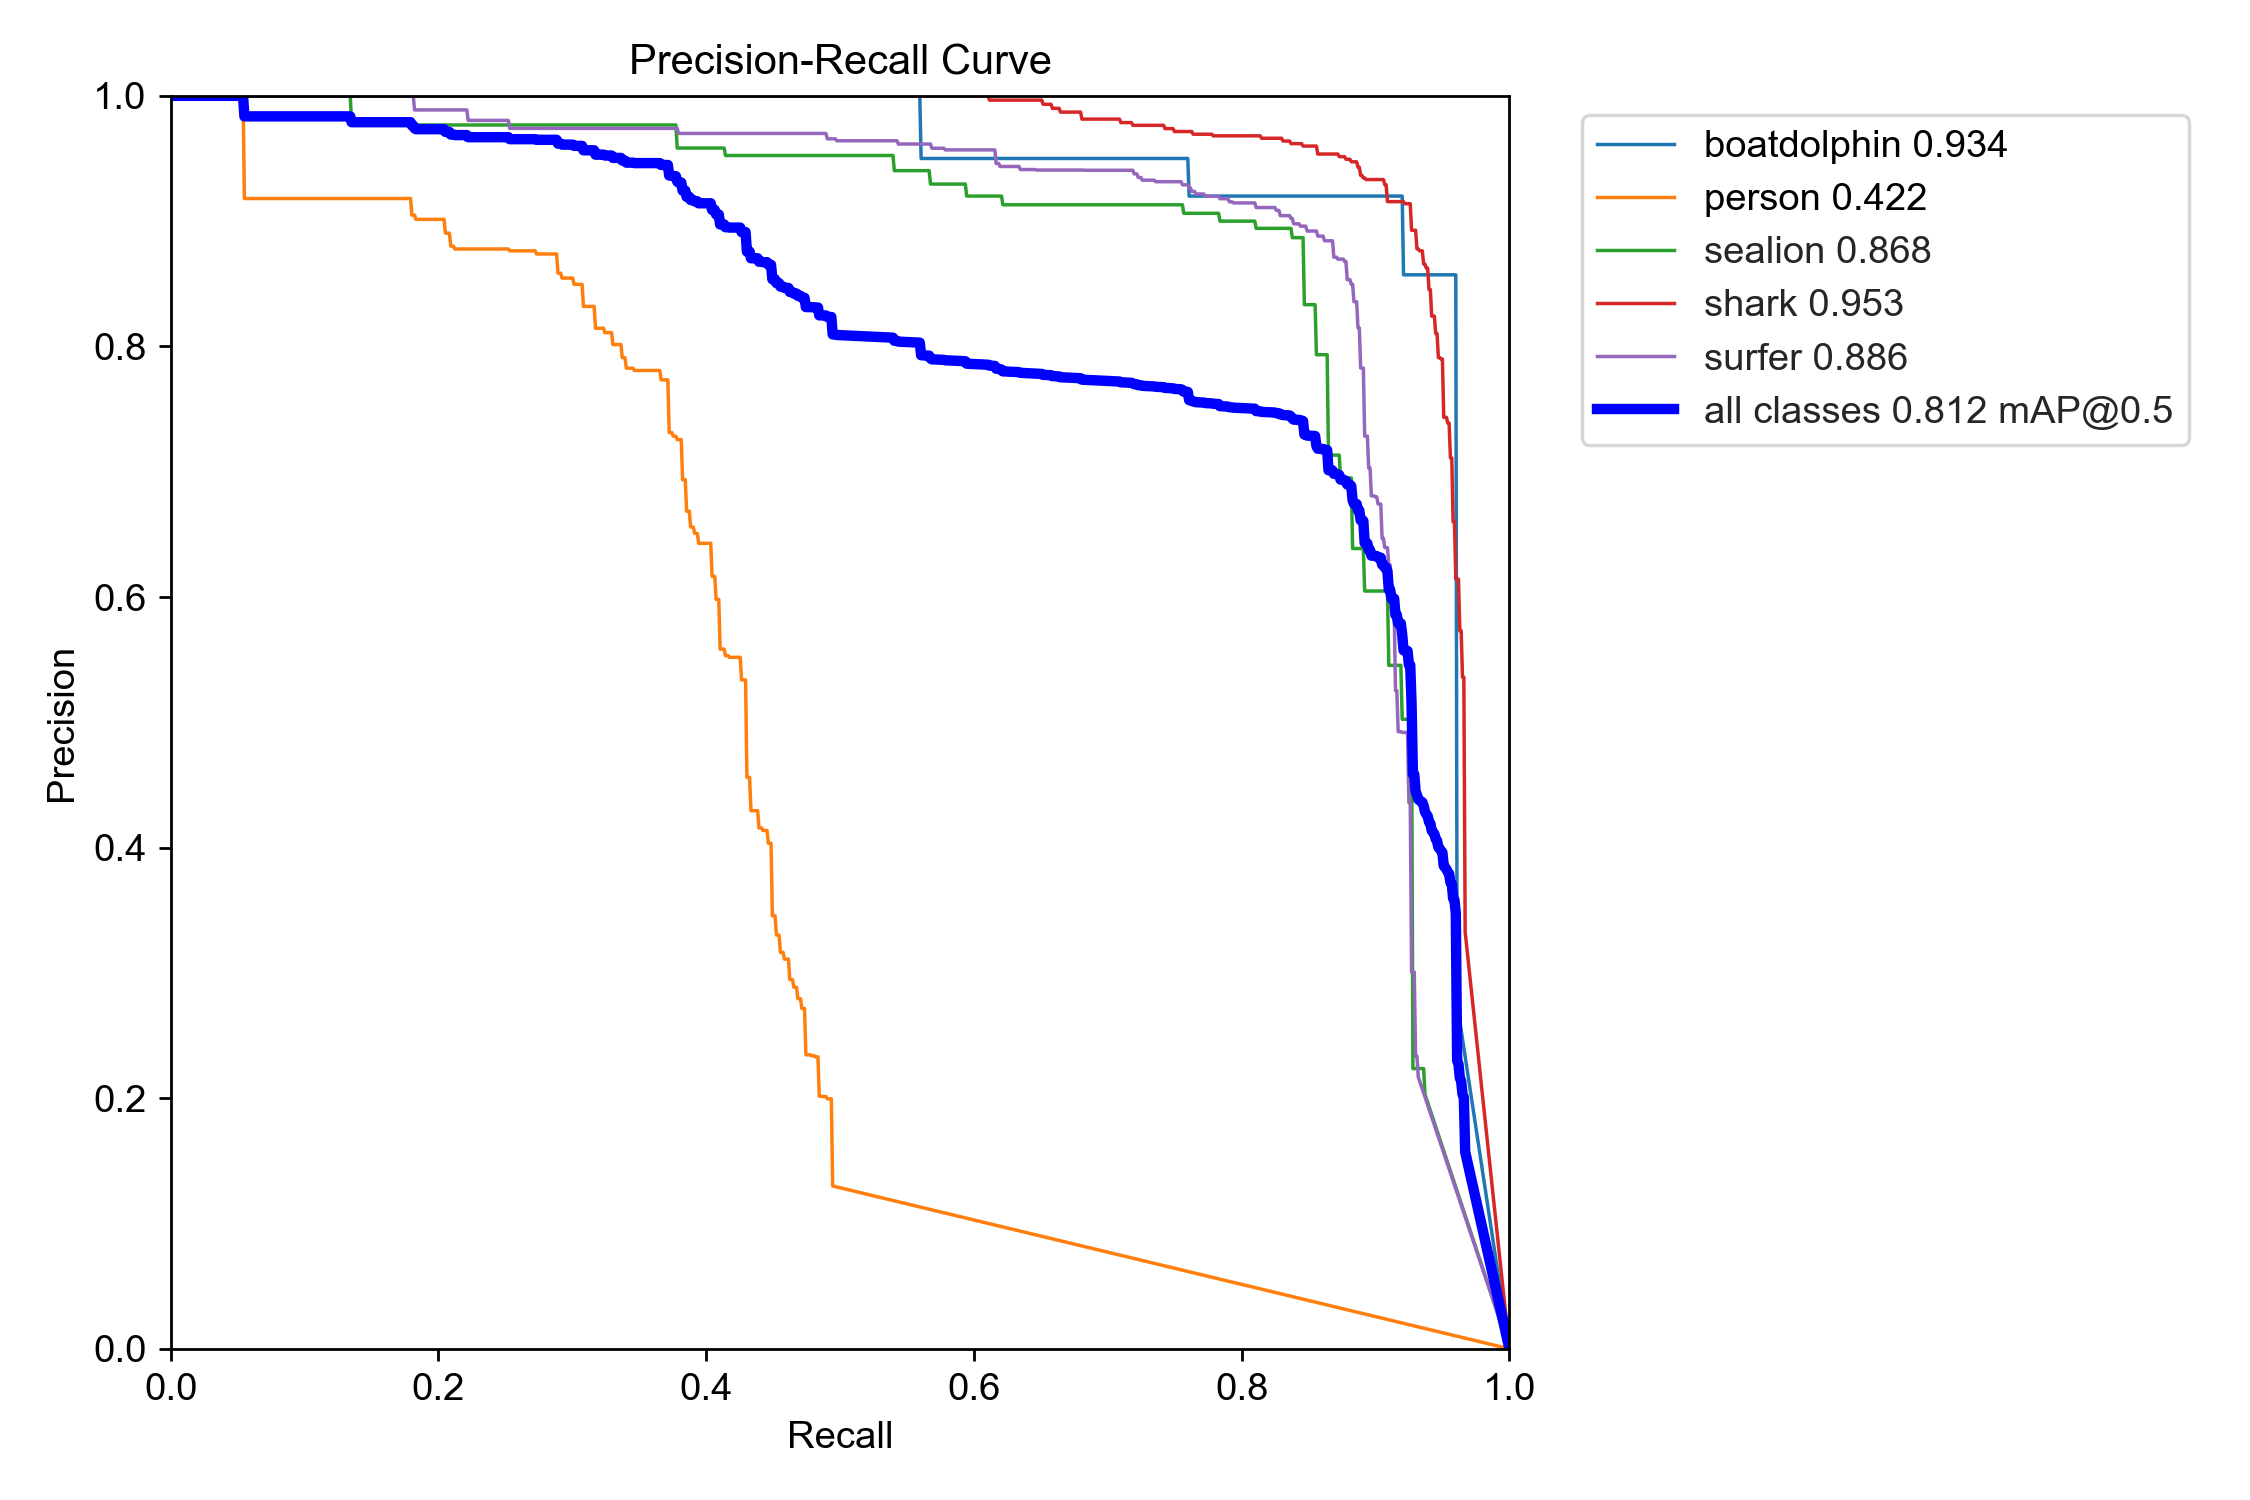 Precision-Recall Curve
1.0
0.8
0.6
0.4
0.2
0.0
Precision
0.0 0.2 0.4 0.6 0.8 1.0
Recall
boatdolphin 0.934
person 0.422
sealion 0.868
shark 0.953
surfer 0.886
all classes 0.812 mAP@0.5